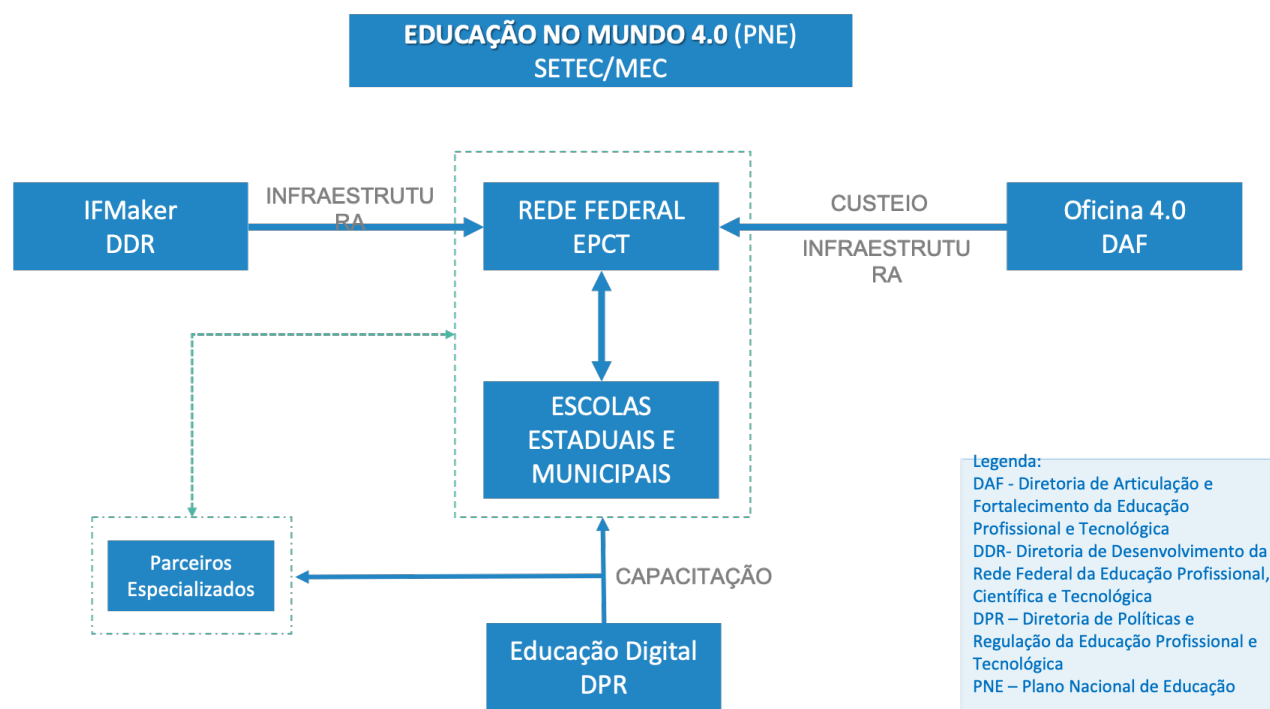 EDUCAÇÃO NO MUNDO 4.0 (PNE)
SETEC/MEC
IFMaker
DDR
INFRAESTRUTU
RA
REDE FEDERAL
EPCT
CUSTEIO
INFRAESTRUTU
RA
Oficina 4.0
DAF
ESCOLAS
ESTADUAIS E
MUNICIPAIS
Parceiros
Especializados
CAPACITAÇÃO
Educação Digital
DPR
Legenda:
DAF - Diretoria de Articulação e
Fortalecimento da Educação
Profissional e Tecnológica
DDR- Diretoria de Desenvolvimento da
Rede Federal da Educação Profissional,
Científica e Tecnológica
DPR – Diretoria de Políticas e
Regulação da Educação Profissional e
Tecnológica
PNE – Plano Nacional de Educação